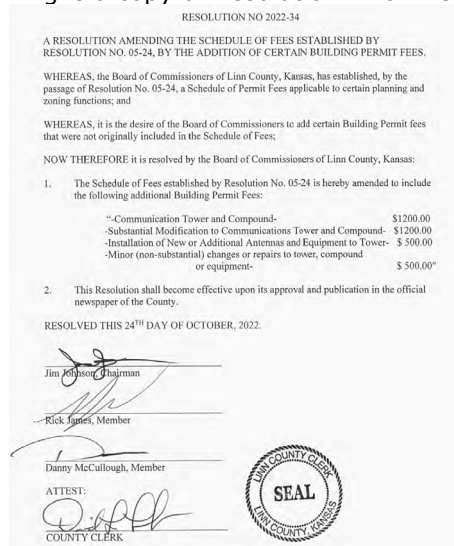 RESOLUTION NO 2022-34
A RESOLUTION AMENDING THE SCHEDULE OF FEES ESTABLISHED BY
RESOLUTION NO. 05-24, BY THE ADDITION OF CERTAIN BUILDING PERMIT FEES.
WHEREAS, the Board of Commissioners of Linn County, Kansas, has established, by the
passage of Resolution No. 05-24, a Schedule of Permit Fees applicable to certain planning and
zoning functions; and
WHEREAS, it is the desire of the Board of Commissioners to add certain Building Permit fees
that were not originally included in the Schedule of Fees;
NOW THEREFORE it is resolved by the Board of Commissioners of Linn County, Kansas:
1. The Schedule of Fees established by Resolution No. 05-24 is hereby amended to include
the following additional Building Permit Fees:
"-Communication Tower and Compound- $1200.00
-Substantial Modification to Communications Tower and Compound- $1200.00
-Installation of New or Additional Antennas and Equipment to Tower- $ 500.00
-Minor (non-substantial) changes or repairs to tower, compound
or equipment- $ 500.00"
2. This Resolution shall become effective upon its approval and publication in the official
newspaper of the County.
RESOLVED THIS 24TH DAY OF OCTOBER, 2022.
Jim Johnson, Chairman
Rick James, Member
Danny McCullough, Member
ATTEST:
COUNTY CLERK
LINN COUNTY CLERK
SEAL
LINN COUNTY, KANSAS